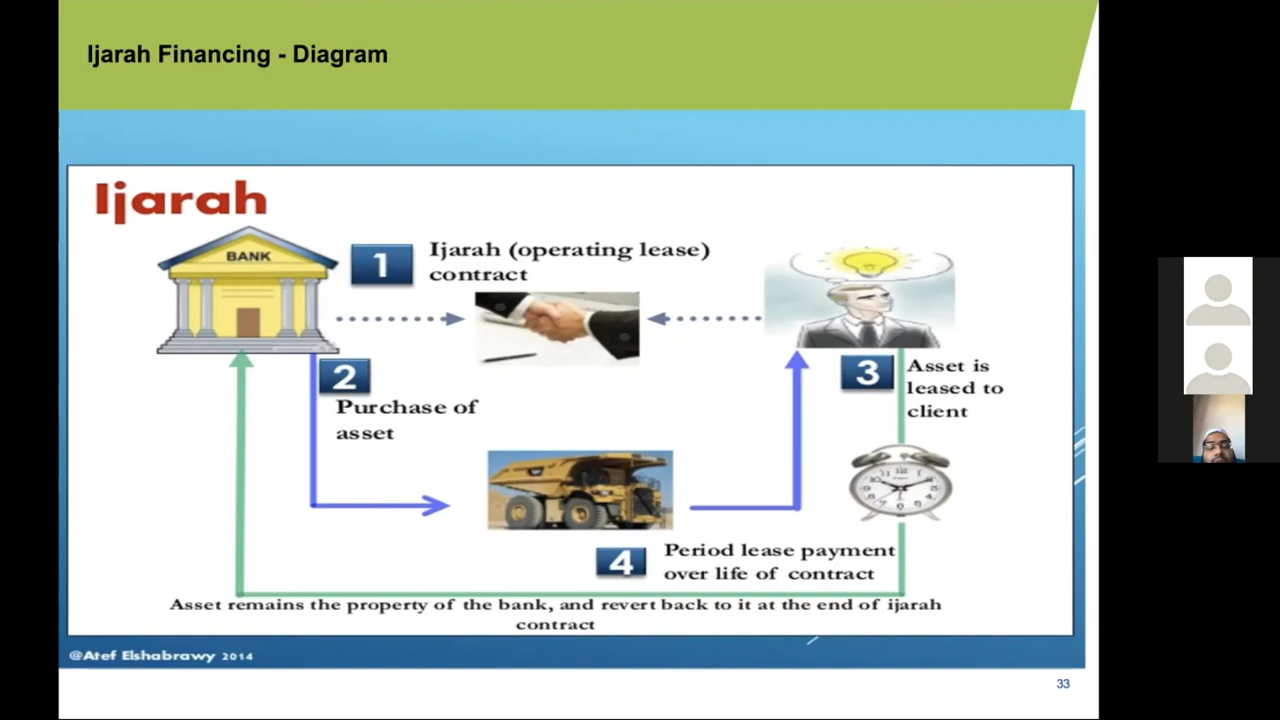 Ijarah Financing - Diagram
Ijarah
BANK
1
Ijarah (operating lease)
contract
2
Purchase of
asset
3
Asset is
leased to
client
4
Period lease payment
over life of contract
Asset remains the property of the bank, and revert back to it at the end of ijarah
contract
@Atef Elshabrawy 2014
33